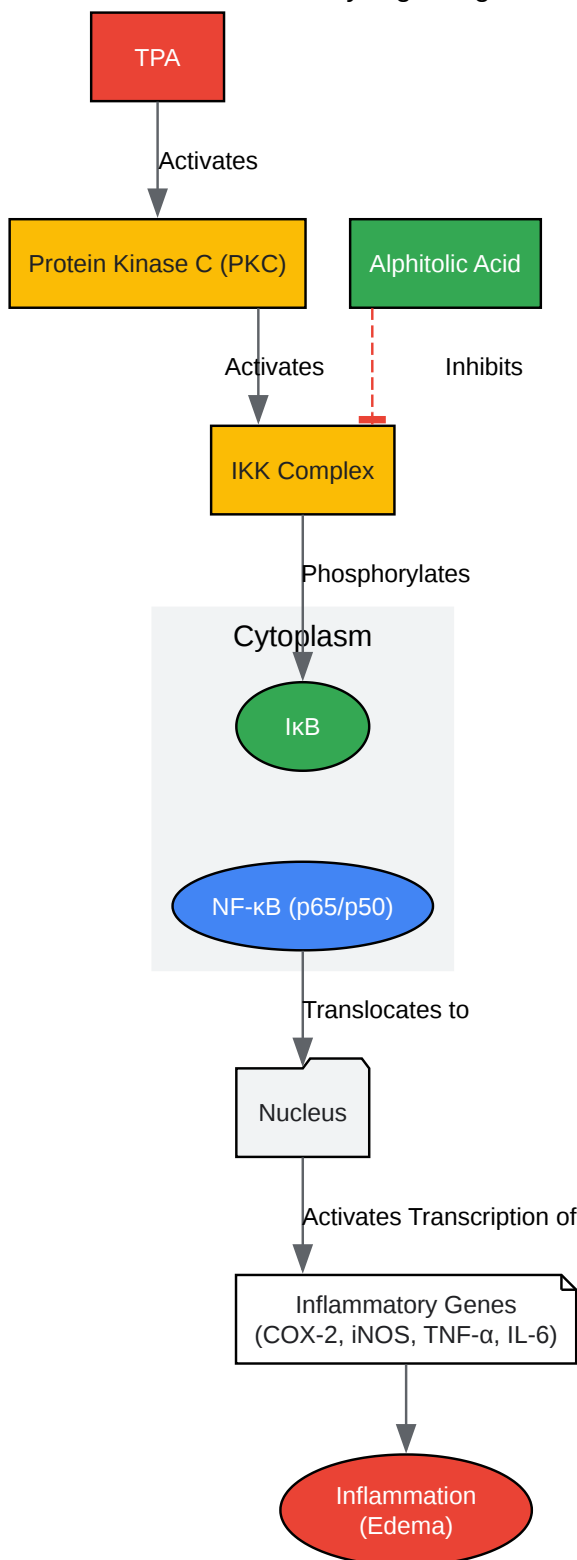 TPA
Activates
Protein Kinase C (PKC)
Alphitolic Acid
Activates
Inhibits
IKK Complex
Phosphorylates
Cytoplasm
IκB
NF-κB (p65/p50)
Translocates to
Nucleus
Activates Transcription of
Inflammatory Genes
(COX-2, iNOS, TNF-α, IL-6)
Inflammation
(Edema)